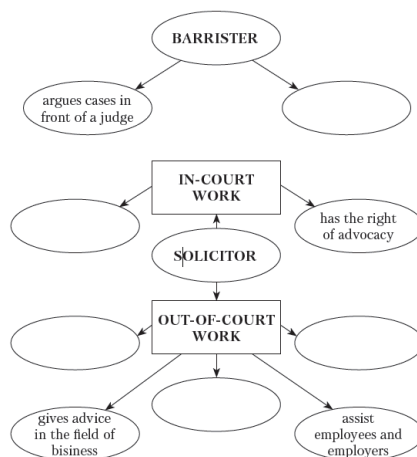 BARRISTER
argues cases in
front of a judge
IN-COURT
WORK
has the right
of advocacy
SOLICITOR
OUT-OF-COURT
WORK
gives advice
in the field of
bisiness
assist
employees and
employers